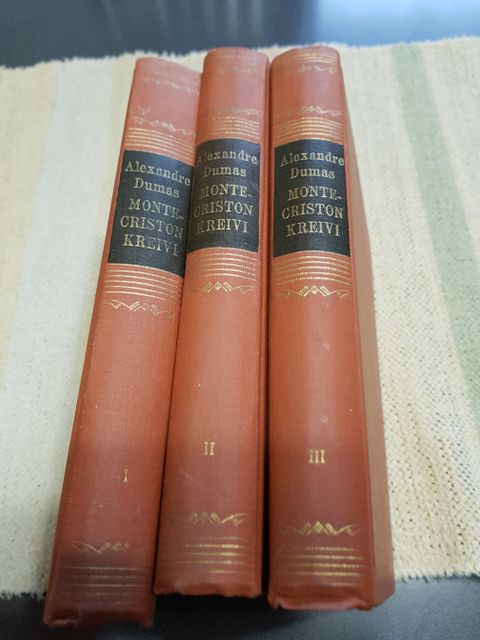 Alexandre
Dumas
MONTE-
CRISTON
KREIVI
I
Alexandre
Dumas
MONTE-
CRISTON
KREIVI
II
Alexandre
Dumas
MONTE-
CRISTON
KREIVI
III